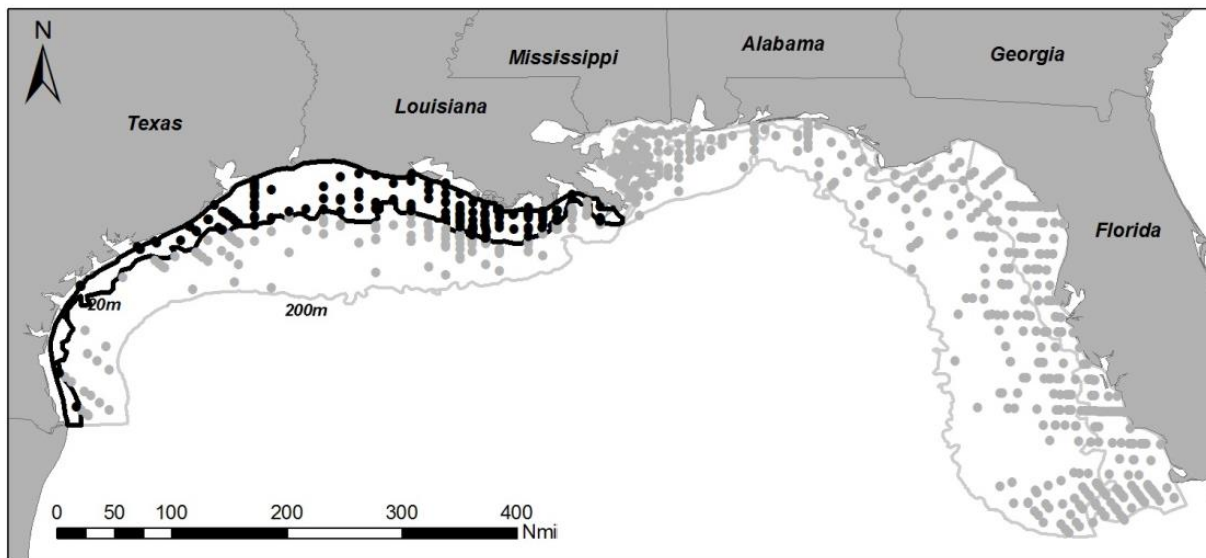 N
Texas
Louisiana
Mississippi
Alabama
Georgia
Florida
20m
200m
0 50 100 200 300 400
Nmi